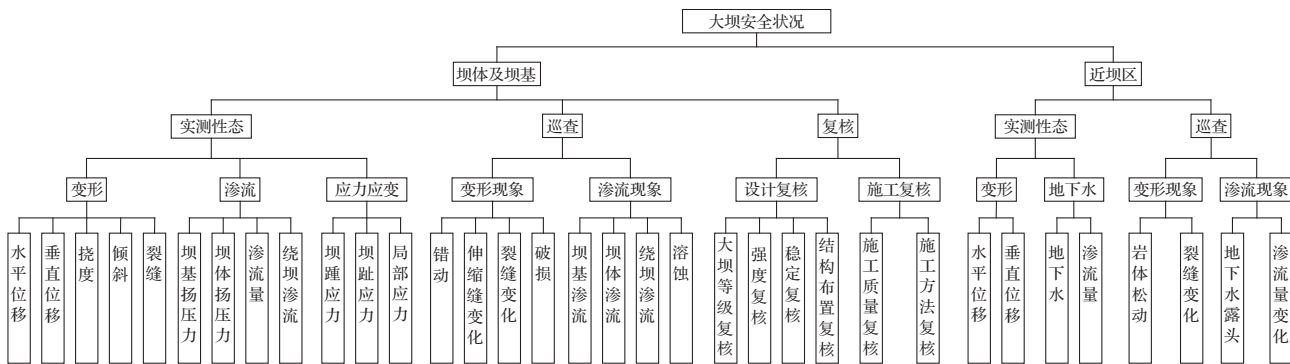 大坝安全状况
坝体及坝基
近坝区
实测性态
巡查
复核
实测性态
巡查
变形
渗流
应力应变
变形现象
渗流现象
设计复核
施工复核
变形
地下水
变形现象
渗流现象
水平位移
垂直位移
挠度
倾斜
裂缝
坝基扬压力
坝体扬压力
渗流量
绕坝渗流
坝踵应力
坝趾应力
局部应力
错动
伸缩缝变化
裂缝变化
破损
坝基渗流
坝体渗流
绕坝渗流
溶蚀
大坝等级复核
强度复核
稳定复核
结构布置复核
施工质量复核
施工方法复核
水平位移
垂直位移
地下水
渗流量
岩体松动
裂缝变化
地下水露头
渗流量变化